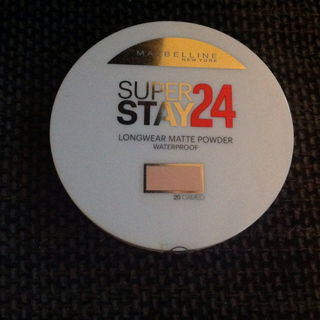 MAYBELLINE
NEW YORK
SUPER
STAY24
LONGWEAR MATTE POWDER
WATERPROOF
20 CAMEO